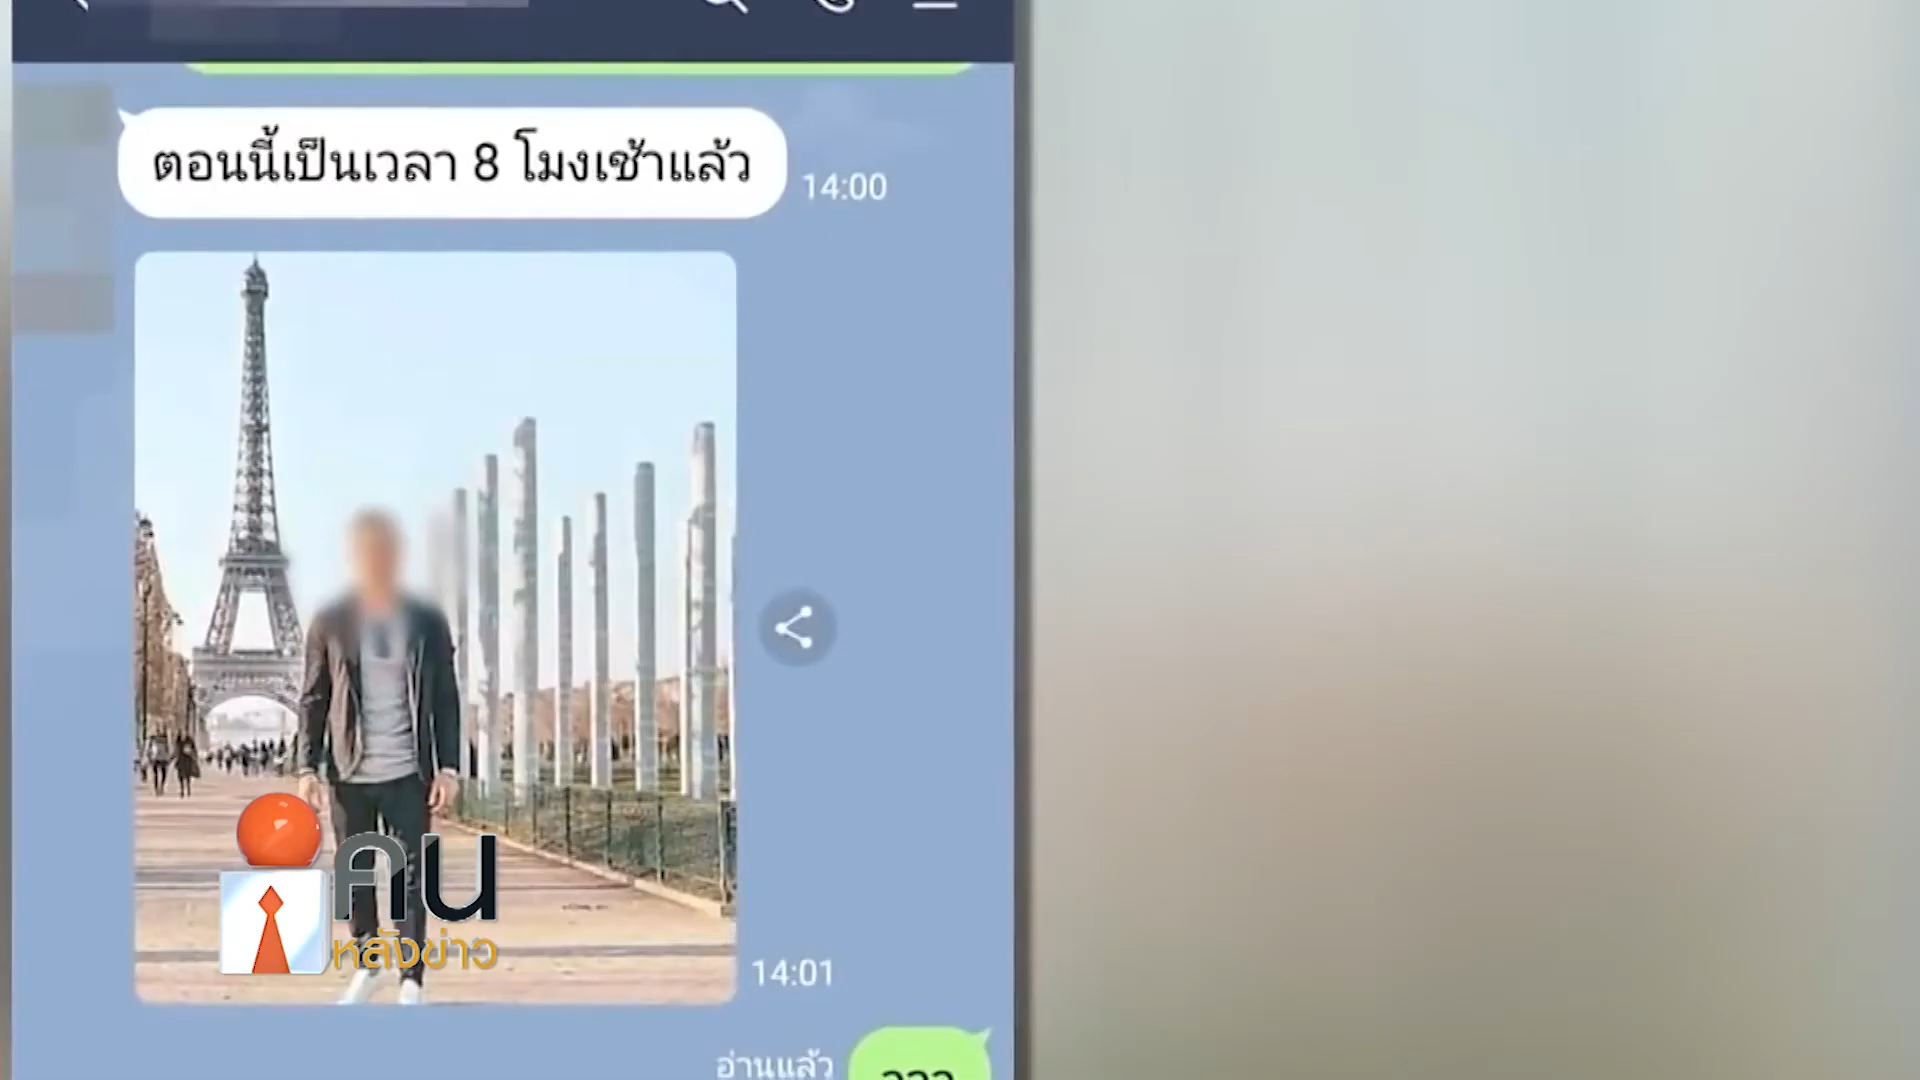 ตอนนี้เป็นเวลา 8 โมงเช้าแล้ว
14:00
คน
หลังข่าว
14:01
อ่านแล้ว